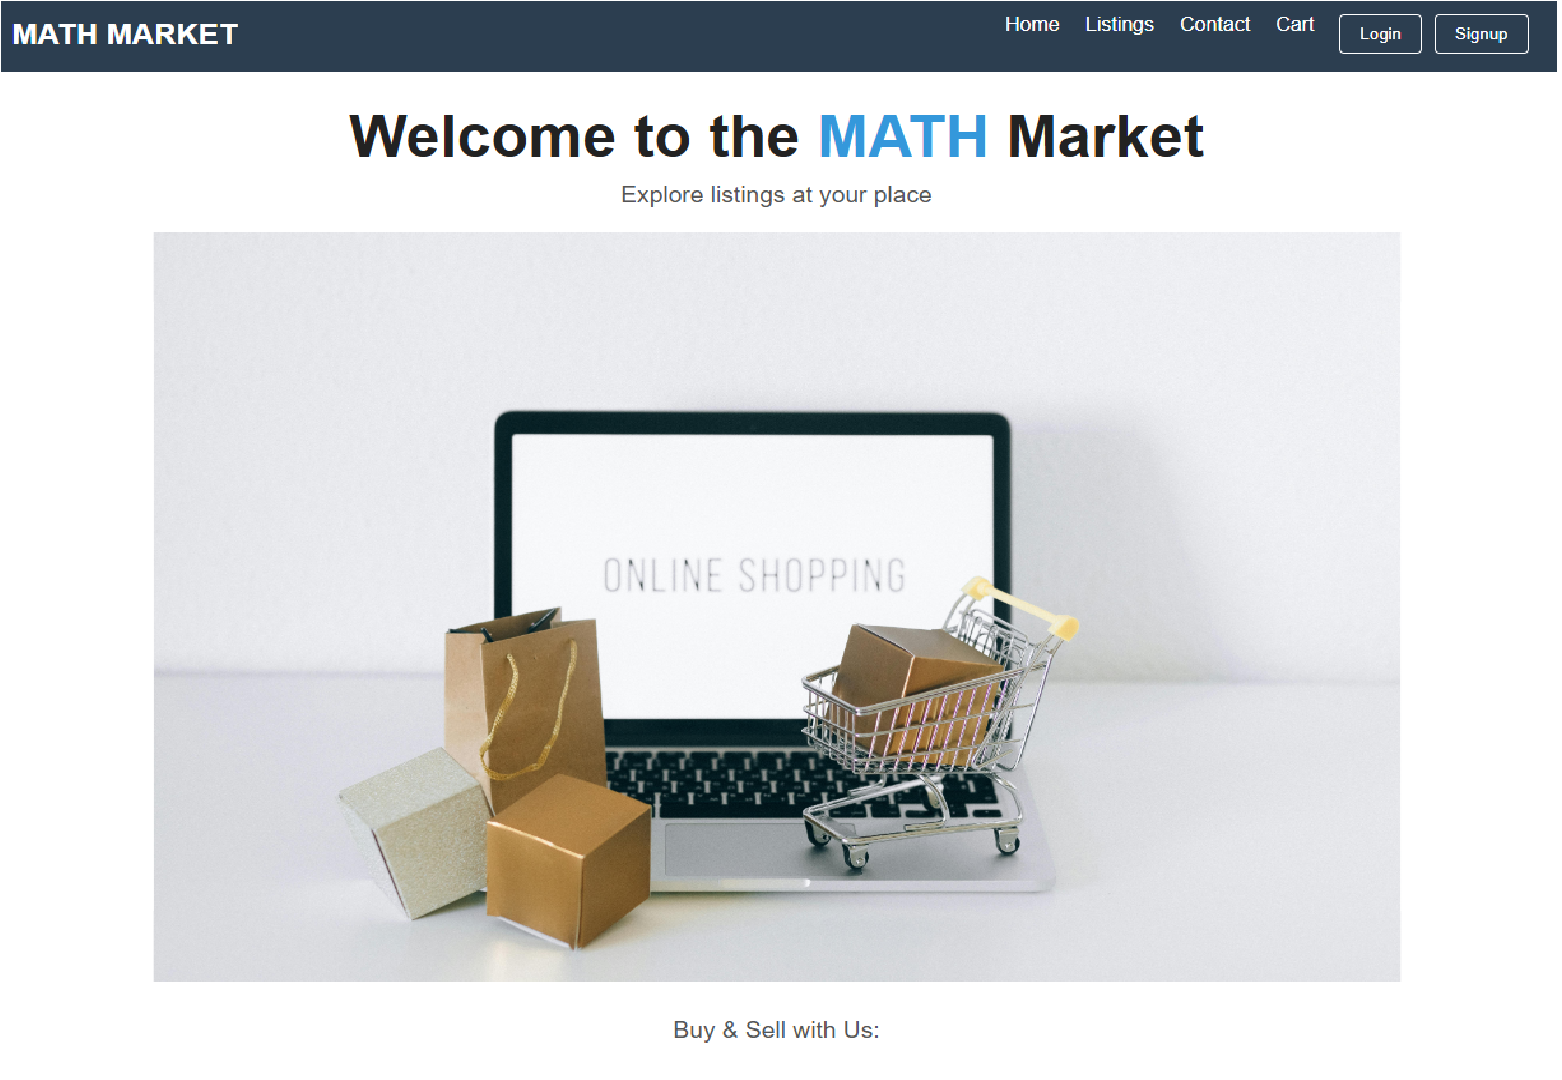 MATH MARKET
Home Listings Contact Cart Login Signup
Welcome to the MATH Market
Explore listings at your place
ONLINE SHOPPING
Buy & Sell with Us: